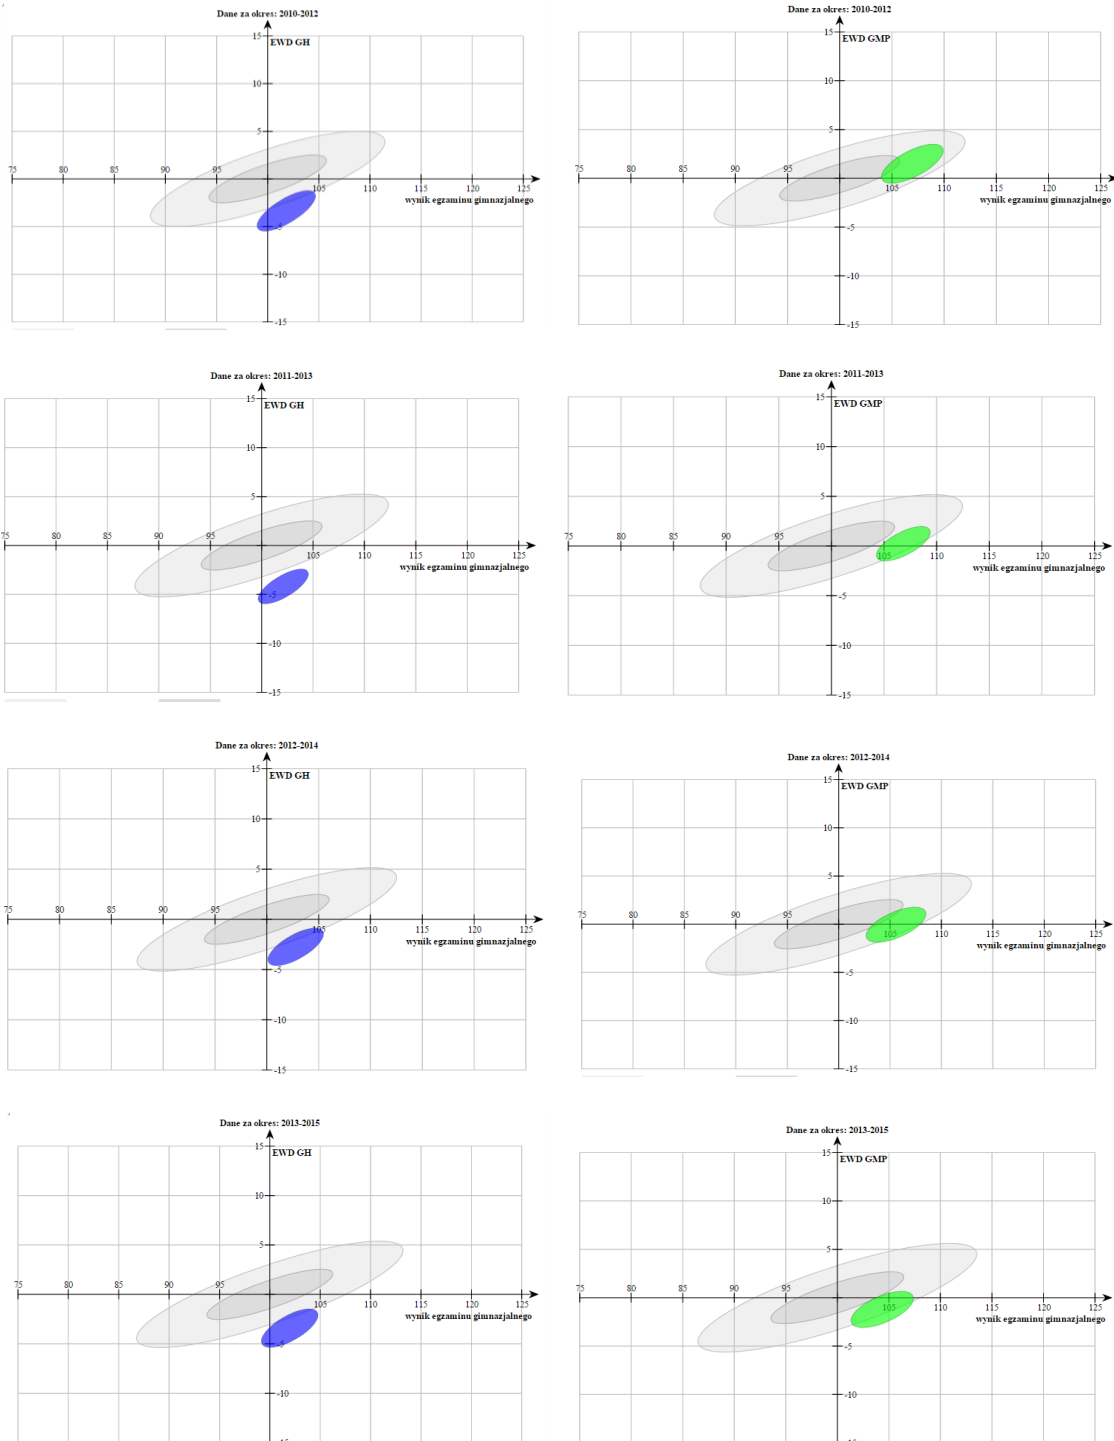 Dane za okres: 2010-2012
EWD GH
15
10
5
75 80 85 90 95
105 110 115 120 125
wynik egzaminu gimnazjalnego
-5
-10
-15
Dane za okres: 2010-2012
EWD GMP
15
10
5
75 80 85 90 95
105 110 115 120 125
wynik egzaminu gimnazjalnego
-5
-10
-15
Dane za okres: 2011-2013
EWD GH
15
10
5
75 80 85 90 95
105 110 115 120 125
wynik egzaminu gimnazjalnego
-5
-10
-15
Dane za okres: 2011-2013
EWD GMP
15
10
5
75 80 85 90 95
105 110 115 120 125
wynik egzaminu gimnazjalnego
-5
-10
-15
Dane za okres: 2012-2014
EWD GH
15
10
5
75 80 85 90 95
105 110 115 120 125
wynik egzaminu gimnazjalnego
-5
-10
-15
Dane za okres: 2012-2014
EWD GMP
15
10
5
75 80 85 90 95
105 110 115 120 125
wynik egzaminu gimnazjalnego
-5
-10
-15
Dane za okres: 2013-2015
EWD GH
15
10
5
75 80 85 90 95
105 110 115 120 125
wynik egzaminu gimnazjalnego
-5
-10
Dane za okres: 2013-2015
EWD GMP
15
10
5
75 80 85 90 95
105 110 115 120 125
wynik egzaminu gimnazjalnego
-5
-10